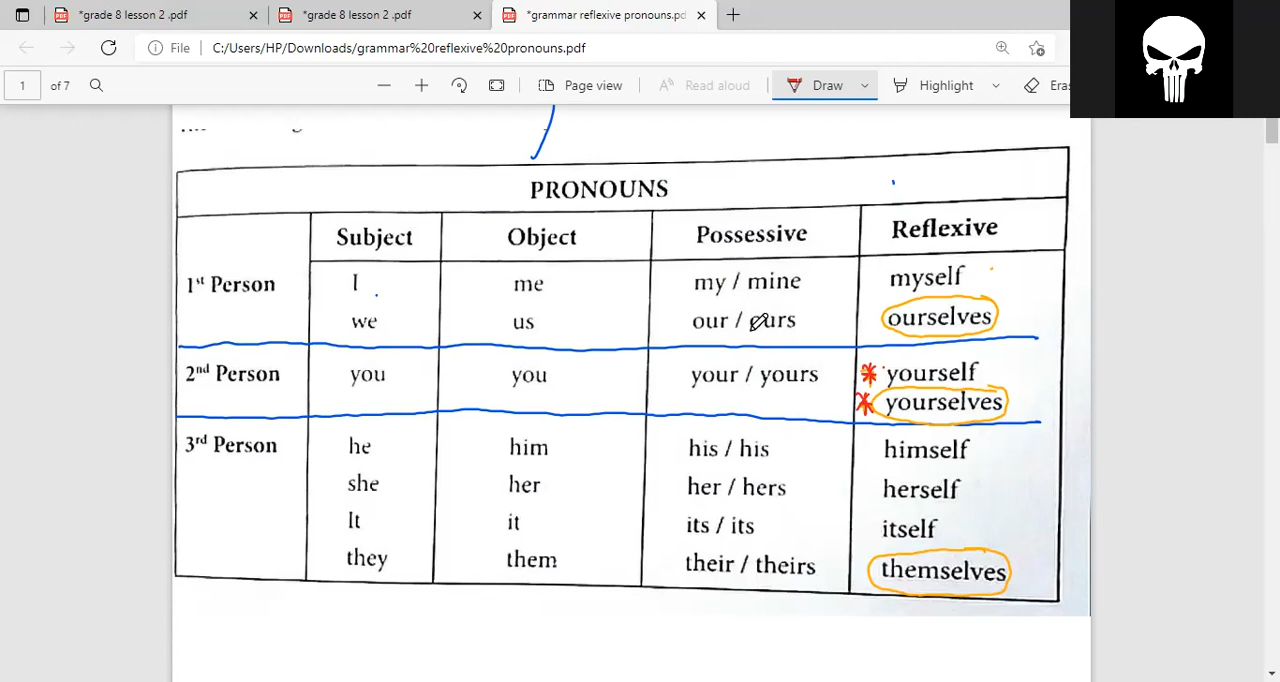 *grammar 8 lesson 2 .pdf
*grade 8 lesson 2 .pdf
*grammar reflexive pronouns.pd
File C:/Users/HP/Downloads/grammar%20reflexive%20pronouns.pdf
1 of 7 Page view Read aloud Draw Highlight Eras
PRONOUNS
Subject Object Possessive Reflexive
1st Person I me my / mine myself
we us our / ours ourselves
2nd Person you you your / yours yourself
yourselves
3rd Person he him his / his himself
she her her / hers herself
It it its / its itself
they them their / theirs themselves